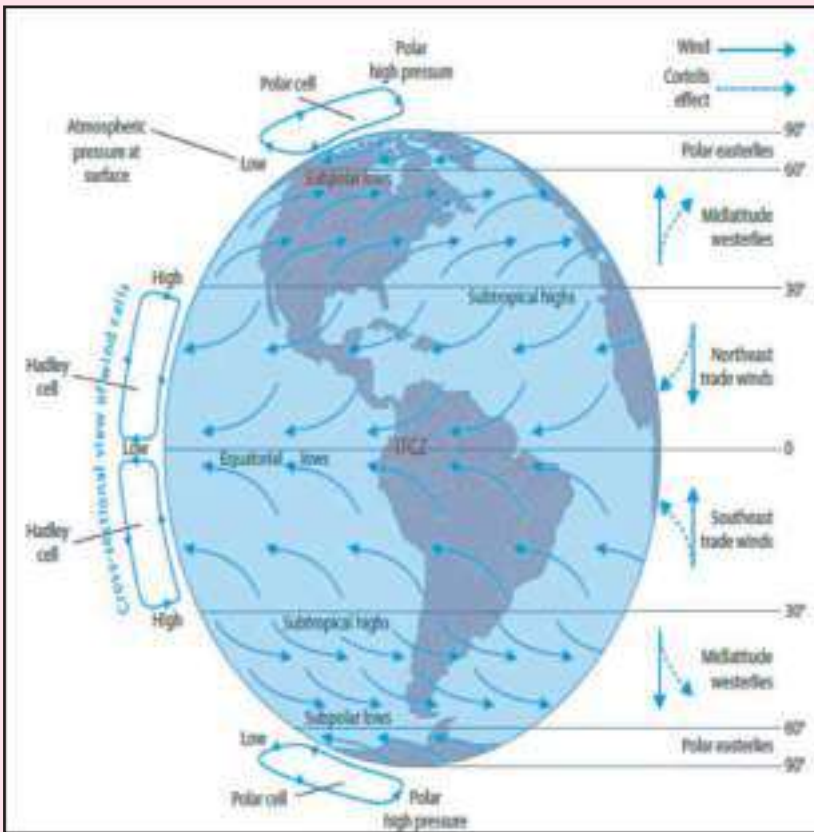 Polar
high pressure
Polar cell
Wind
Coriolis
effect
Atmospheric
pressure at
surface
Low
90°
Polar easterlies
60°
Subpolar lows
Midlatitude
westerlies
High
30°
Subtropical highs
Cross-sectional view of wind cells
Hadley
cell
Northeast
trade winds
Low
ITCZ
0
Equatorial lows
Hadley
cell
Southeast
trade winds
High
30°
Subtropical highs
Midlatitude
westerlies
Subpolar lows
60°
Low
Polar easterlies
90°
Polar cell
Polar
high pressure